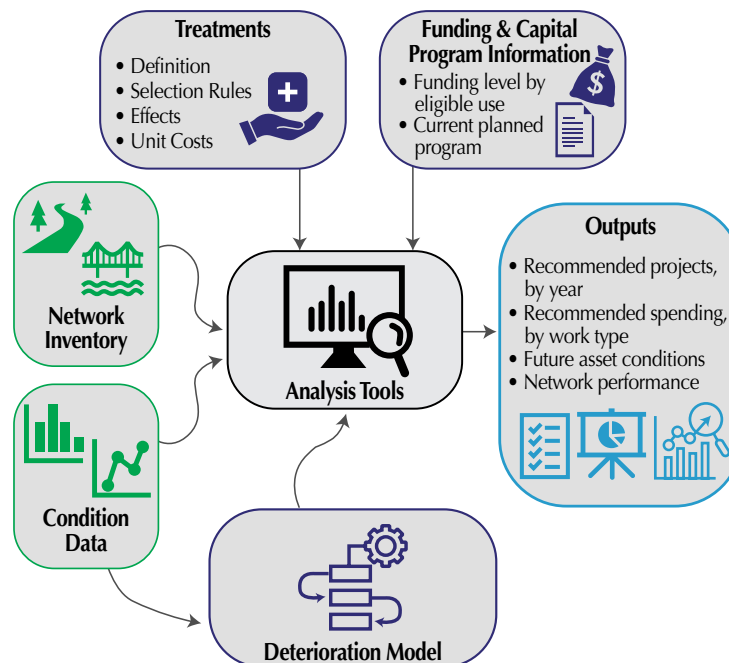 Treatments
• Definition
• Selection Rules
• Effects
• Unit Costs
Funding & Capital
Program Information
• Funding level by
eligible use
• Current planned
program
$
Network
Inventory
Condition
Data
Analysis Tools
Deterioration Model
Outputs
• Recommended projects,
by year
• Recommended spending,
by work type
• Future asset conditions
• Network performance